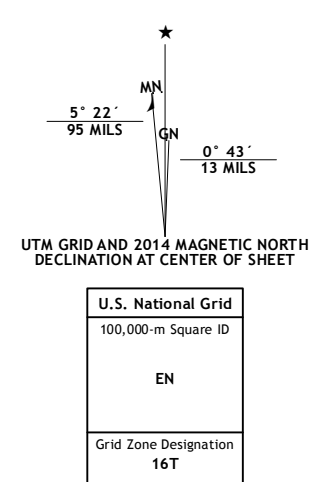 MN
5° 22´
95 MILS
GN
0° 43´
13 MILS
UTM GRID AND 2014 MAGNETIC NORTH
DECLINATION AT CENTER OF SHEET
U.S. National Grid
100,000-m Square ID
EN
Grid Zone Designation
16T